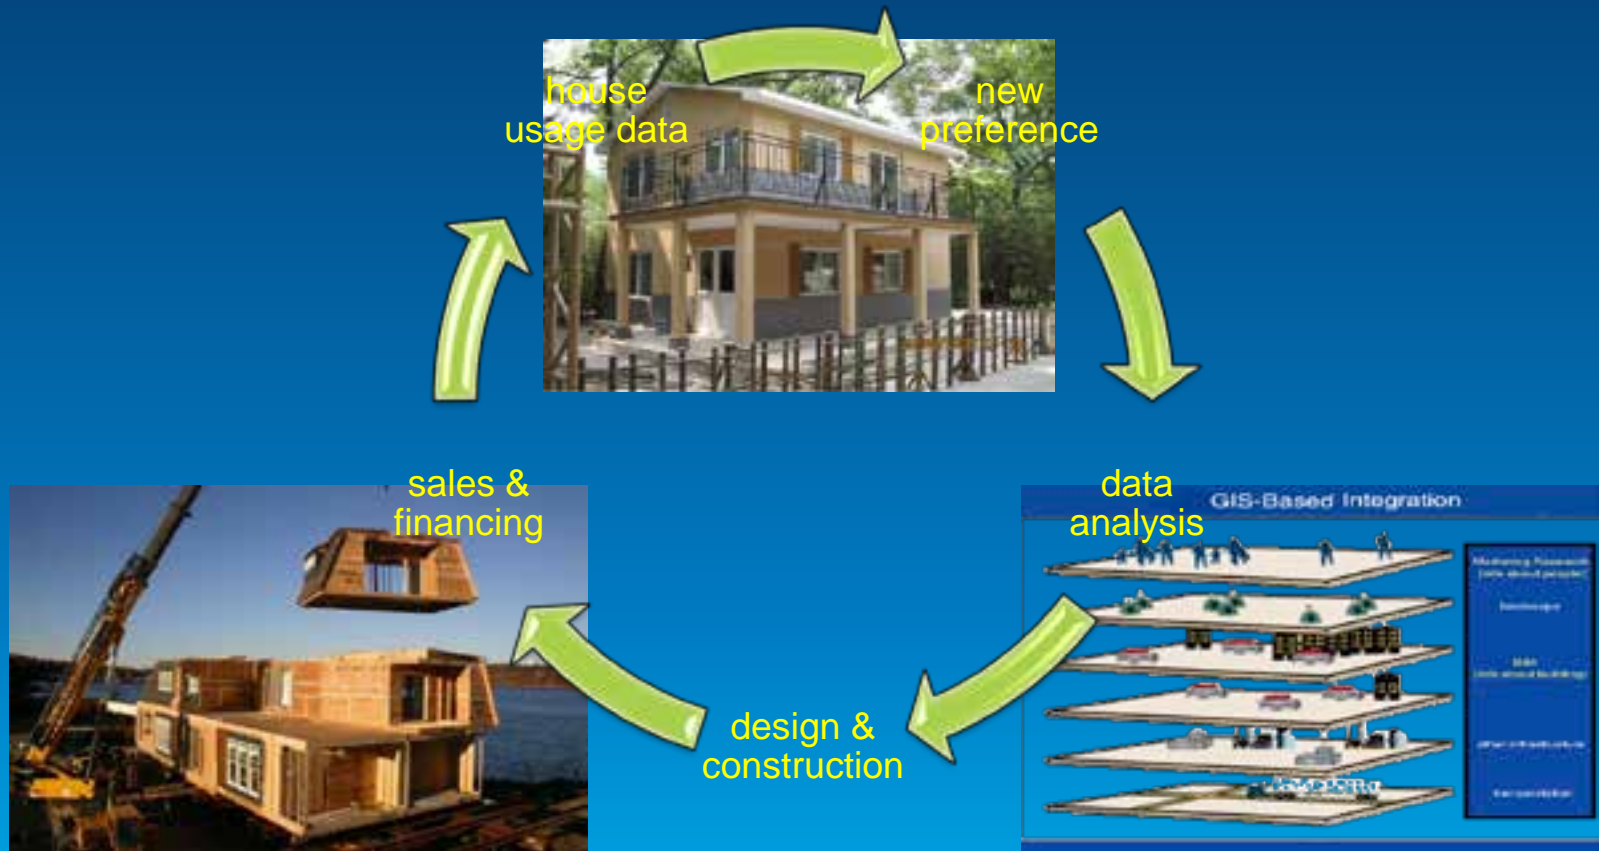 house
usage data
new
preference
sales &
financing
data
analysis
GIS-Based Integration
design &
construction